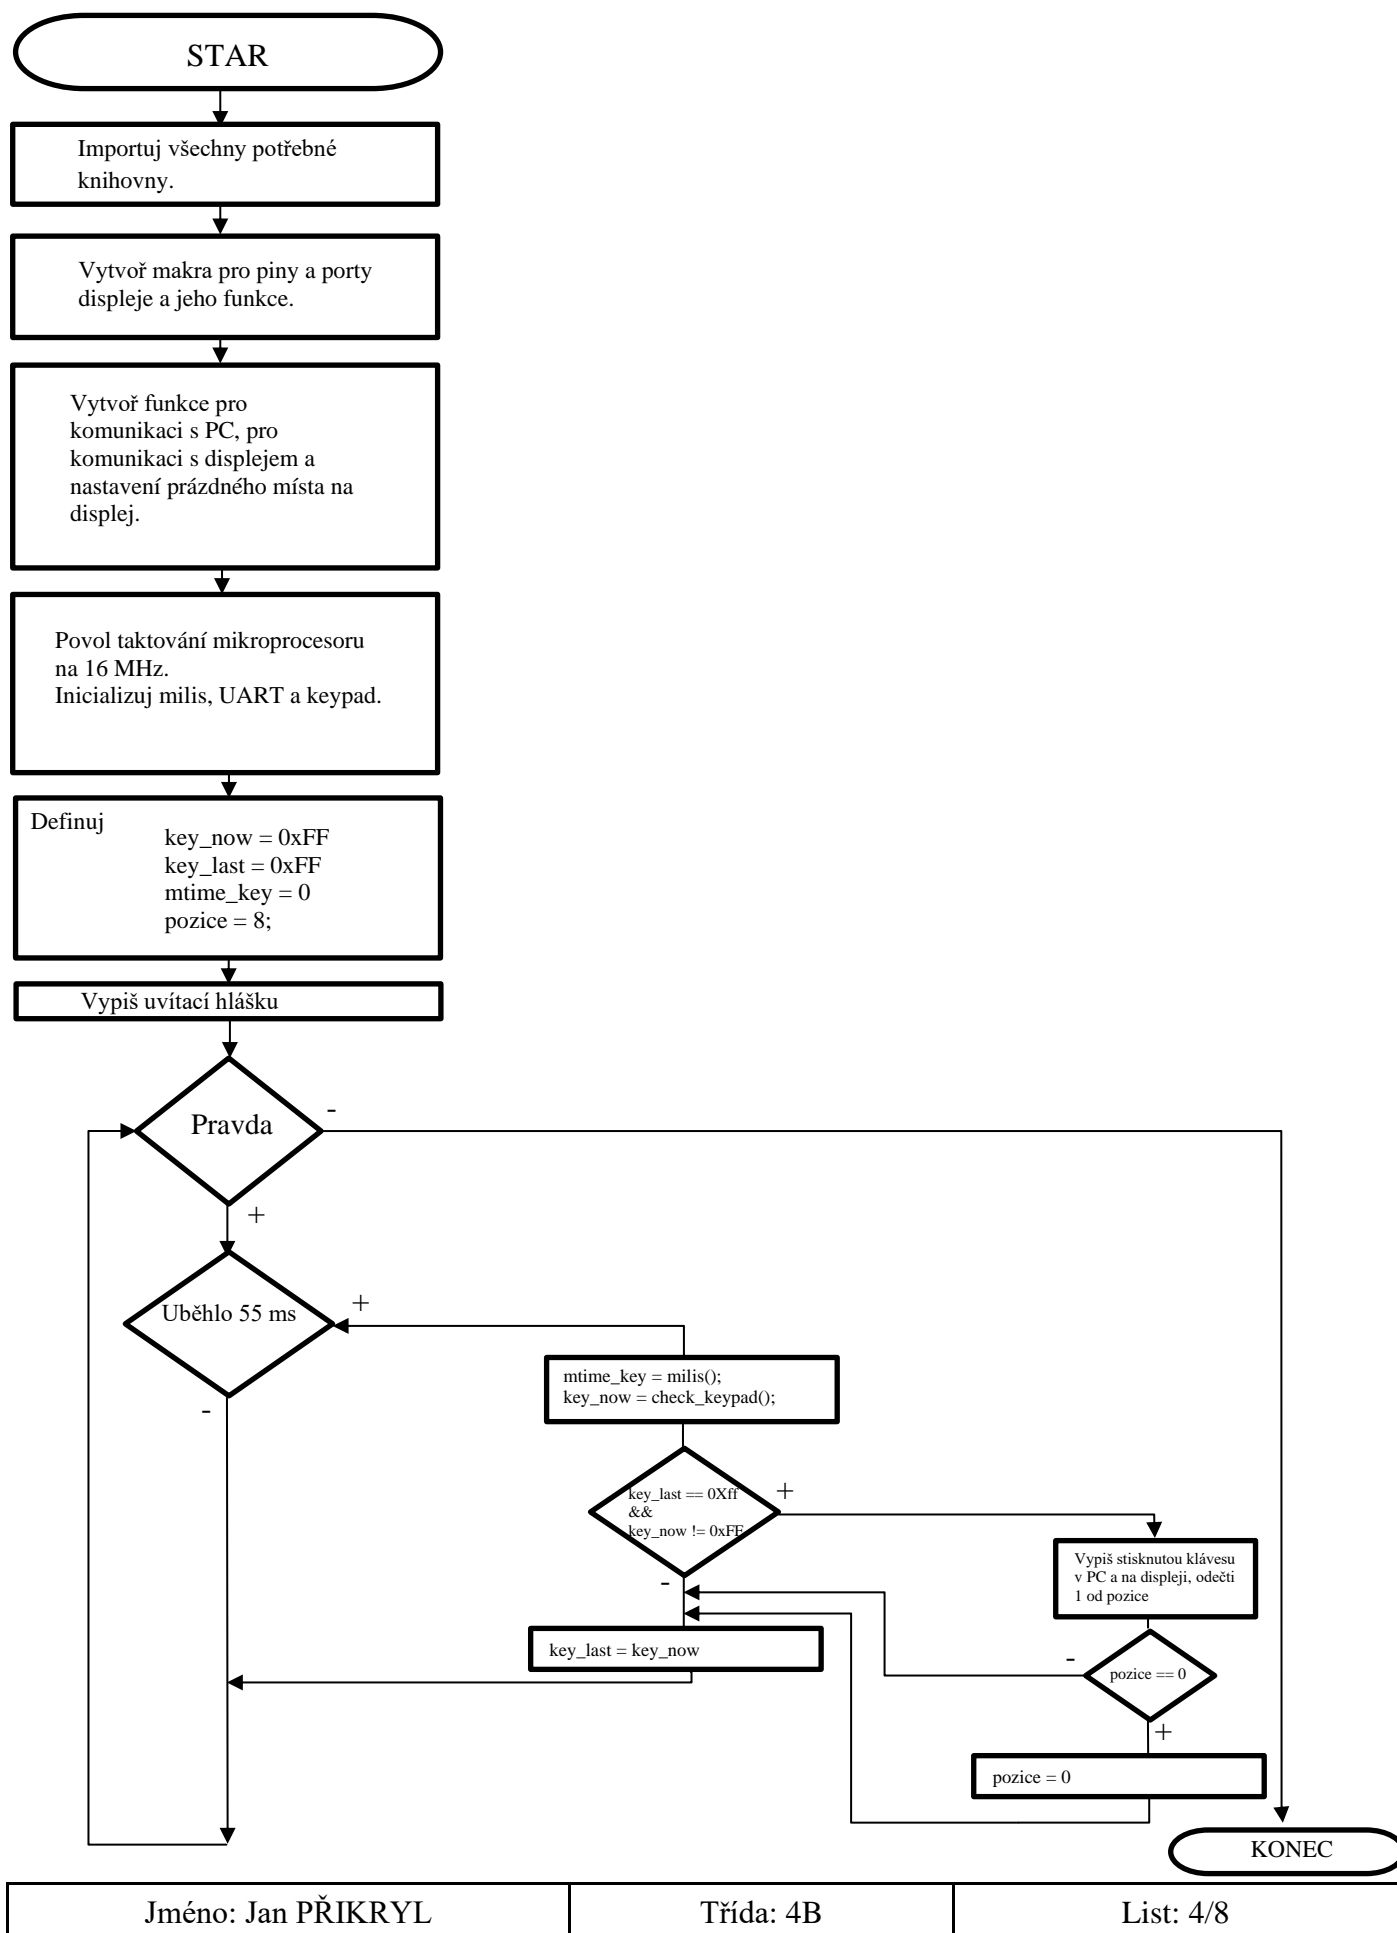 STAR
Importuj všechny potřebné
knihovny.
Vytvoř makra pro piny a porty
displeje a jeho funkce.
Vytvoř funkce pro
komunikaci s PC, pro
komunikaci s displejem a
nastavení prázdného místa na
displej.
Povol taktování mikroprocesoru
na 16 MHz.
Inicializuj milis, UART a keypad.
Definuj
key_now = 0xFF
key_last = 0xFF
mtime_key = 0
pozice = 8;
Vypiš uvítací hlášku
Pravda
-
+
Uběhlo 55 ms
+
-
mtime_key = milis();
key_now = check_keypad();
key_last == 0Xff
&&
key_now != 0xFF
+
-
Vypiš stisknutou klávesu
v PC a na displeji, odečti
1 od pozice
key_last = key_now
-
pozice == 0
+
pozice = 0
KONEC
Jméno: Jan PŘIKRYL
Třída: 4B
List: 4/8